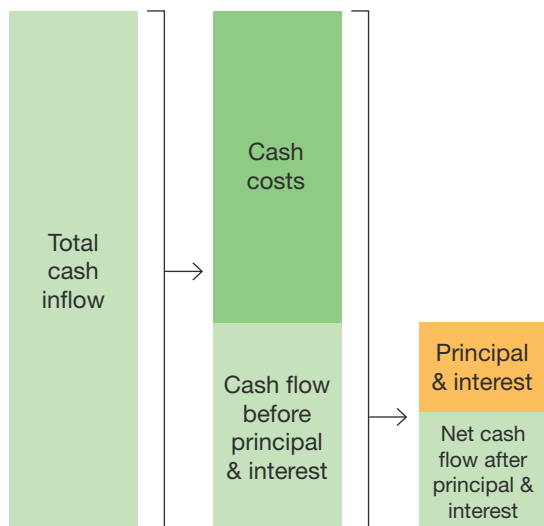 Total
cash
inflow
Cash
costs
Cash flow
before
principal
& interest
Principal
& interest
Net cash
flow after
principal &
interest